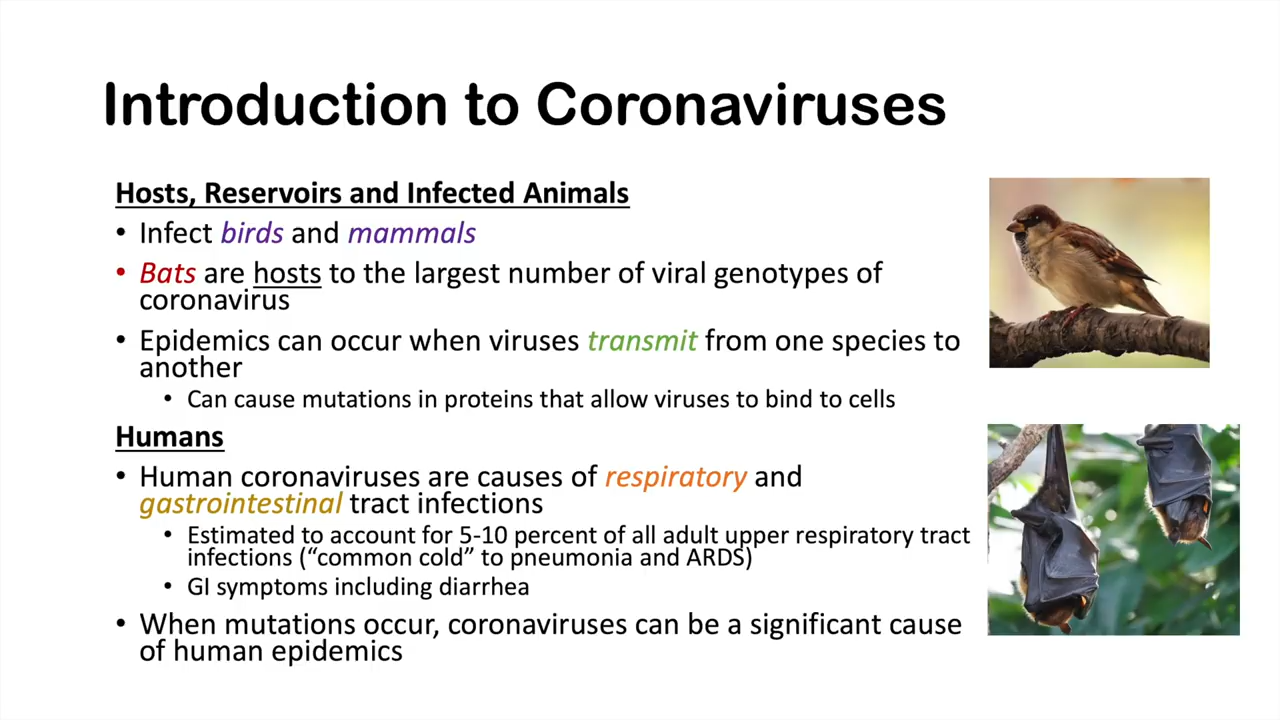 Introduction to Coronaviruses
Hosts, Reservoirs and Infected Animals
• Infect birds and mammals
• Bats are hosts to the largest number of viral genotypes of
coronavirus
• Epidemics can occur when viruses transmit from one species to
another
• Can cause mutations in proteins that allow viruses to bind to cells
Humans
• Human coronaviruses are causes of respiratory and
gastrointestinal tract infections
• Estimated to account for 5-10 percent of all adult upper respiratory tract
infections (“common cold” to pneumonia and ARDS)
• GI symptoms including diarrhea
• When mutations occur, coronaviruses can be a significant cause
of human epidemics